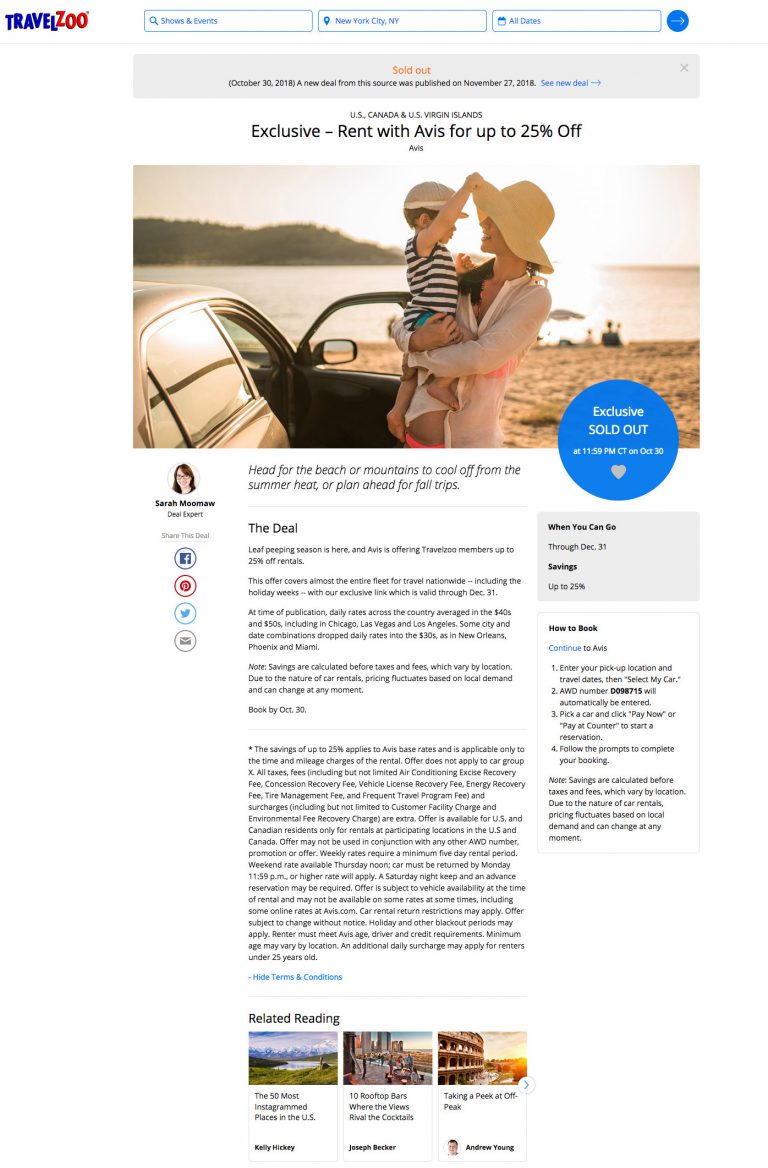 TRAVELZOO®
Shows & Events
New York City, NY
All Dates
Sold out
(October 30, 2018) A new deal from this source was published on November 27, 2018. See new deal
U.S., CANADA & U.S. VIRGIN ISLANDS
Exclusive – Rent with Avis for up to 25% Off
Avis
Exclusive
SOLD OUT
at 11:59 PM CT on Oct 30
Sarah Moomaw
Deal Expert
Share This Deal
Head for the beach or mountains to cool off from the
summer heat, or plan ahead for fall trips.
The Deal
Leaf peeping season is here, and Avis is offering Travelzoo members up to
25% off rentals.
This offer covers almost the entire fleet for travel nationwide -- including the
holiday weeks -- with our exclusive link which is valid through Dec. 31.
At time of publication, daily rates across the country averaged in the $40s
and $50s, including in Chicago, Las Vegas and Los Angeles. Some city and
date combinations dropped daily rates into the $30s, as in New Orleans,
Phoenix and Miami.
Note: Savings are calculated before taxes and fees, which vary by location.
Due to the nature of car rentals, pricing fluctuates based on local demand
and can change at any moment.
Book by Oct. 30.
* The savings of up to 25% applies to Avis base rates and is applicable only to
the time and mileage charges of the rental. Offer does not apply to car group
X. All taxes, fees (including but not limited Air Conditioning Excise Recovery
Fee, Concession Recovery Fee, Vehicle License Recovery Fee, Energy Recovery
Fee, Tire Management Fee, and Frequent Travel Program Fee) and
surcharges (including but not limited to Customer Facility Charge and
Environmental Fee Recovery Charge) are extra. Offer is available for U.S. and
Canadian residents only for rentals at participating locations in the U.S and
Canada. Offer may not be used in conjunction with any other AWD number,
promotion or offer. Weekly rates require a minimum five day rental period.
Weekend rate available Thursday noon; car must be returned by Monday
11:59 p.m., or higher rate will apply. A Saturday night keep and an advance
reservation may be required. Offer is subject to vehicle availability at the time
of rental and may not be available on some rates at some times, including
some online rates at Avis.com. Car rental return restrictions may apply. Offer
subject to change without notice. Holiday and other blackout periods may
apply. Renter must meet Avis age, driver and credit requirements. Minimum
age may vary by location. An additional daily surcharge may apply for renters
under 25 years old.
- Hide Terms & Conditions
When You Can Go
Through Dec. 31
Savings
Up to 25%
How to Book
Continue to Avis
1. Enter your pick-up location and
travel dates, then "Select My Car."
2. AWD number D098715 will
automatically be entered.
3. Pick a car and click "Pay Now" or
"Pay at Counter" to start a
reservation.
4. Follow the prompts to complete
your booking.
Note: Savings are calculated before
taxes and fees, which vary by location.
Due to the nature of car rentals,
pricing fluctuates based on local
demand and can change at any
moment.
Related Reading
The 50 Most
Instagrammed
Places in the U.S.
Kelly Hickey
10 Rooftop Bars
Where the Views
Rival the Cocktails
Joseph Becker
Taking a Peek at Off-
Peak
Andrew Young